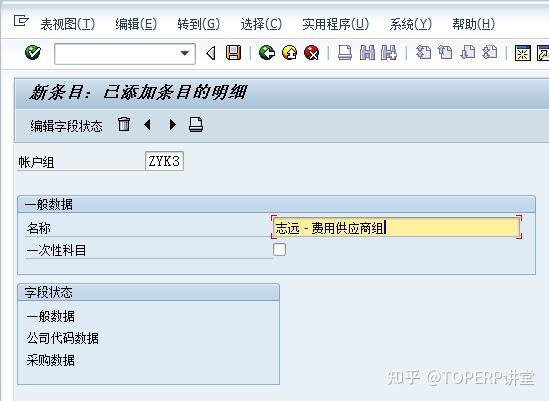 表视图(T) 编辑(E) 转到(G) 选择(C) 实用程序(U) 系统(Y) 帮助(H)
新条目: 已添加条目的明细
编辑字段状态
帐户组 ZYK3
一般数据
名称 志远 - 费用供应商组
一次性科目
字段状态
一般数据
公司代码数据
采购数据
知乎 @TOPERP讲堂